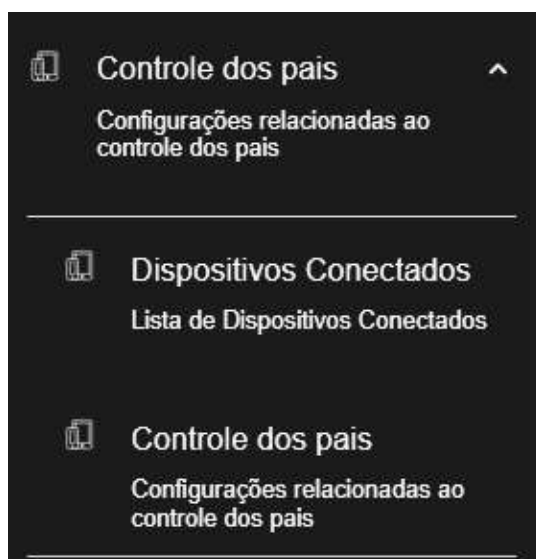 Controle dos pais
Configurações relacionadas ao
controle dos pais
Dispositivos Conectados
Lista de Dispositivos Conectados
Controle dos pais
Configurações relacionadas ao
controle dos pais